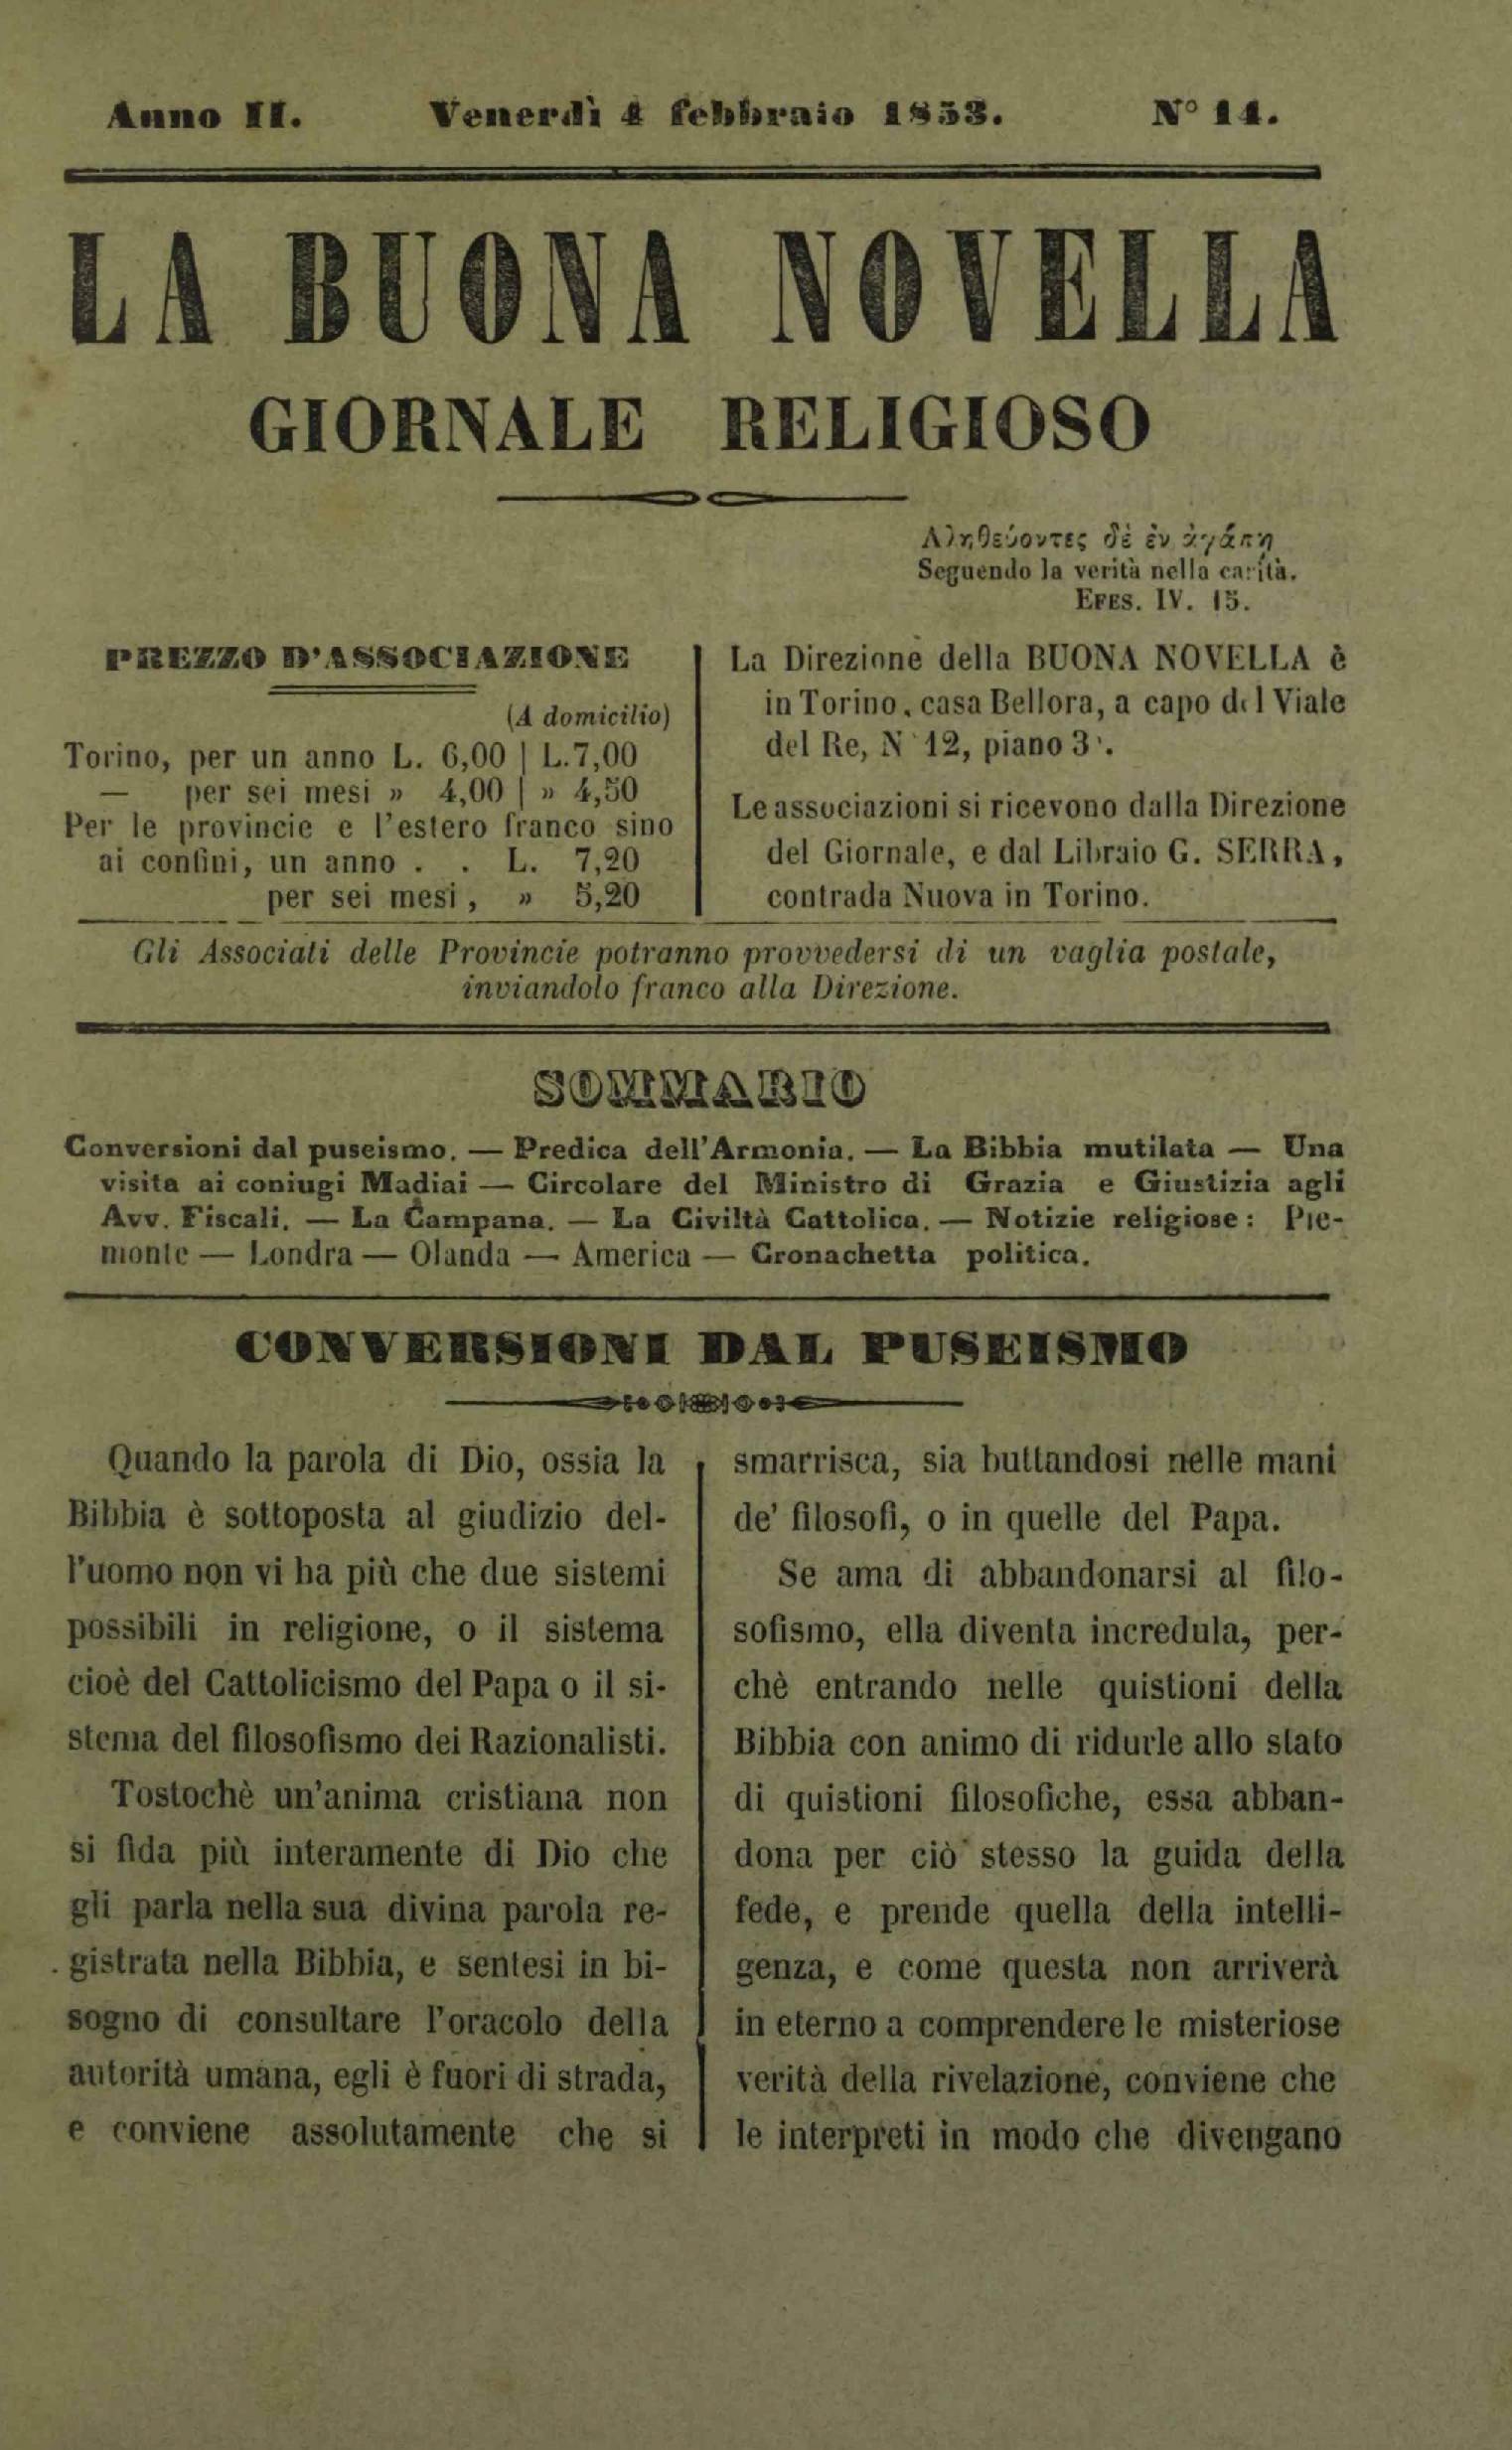 Anno II. Venerdì 4 febbraio 1853. N° 14.
LA BUONA NOVELLA
GIORNALE RELIGIOSO
Αληθεύοντες δὲ ἐν ἀγάπῃ
Seguendo la verità nella carità.
EFES. IV. 15.
PREZZO D'ASSOCIAZIONE
(A domicilio)
Torino, per un anno L. 6,00 | L.7,00
— per sei mesi » 4,00 | » 4,50
Per le provincie e l'estero franco sino
ai confini, un anno . . L. 7,20
per sei mesi, » 5,20
La Direzione della BUONA NOVELLA è
in Torino, casa Bellora, a capo del Viale
del Re, N° 12, piano 3°.
Le associazioni si ricevono dalla Direzione
del Giornale, e dal Libraio G. SERRA,
contrada Nuova in Torino.
Gli Associati delle Provincie potranno provvedersi di un vaglia postale,
inviandolo franco alla Direzione.
SOMMARIO
Conversioni dal puseismo. — Predica dell'Armonia. — La Bibbia mutilata — Una
visita ai coniugi Madiai — Circolare del Ministro di Grazia e Giustizia agli
Avv. Fiscali. — La Campana. — La Civiltà Cattolica. — Notizie religiose: Pie-
monte — Londra — Olanda — America — Cronachetta politica.
CONVERSIONI DAL PUSEISMO
Quando la parola di Dio, ossia la
Bibbia è sottoposta al giudizio del-
l'uomo non vi ha più che due sistemi
possibili in religione, o il sistema
cioè del Cattolicismo del Papa o il si-
stema del filosofismo dei Razionalisti.
Tostochè un'anima cristiana non
si fida più interamente di Dio che
gli parla nella sua divina parola re-
gistrata nella Bibbia, e sentesi in bi-
sogno di consultare l'oracolo della
autorità umana, egli è fuori di strada,
e conviene assolutamente che si
smarrisca, sia buttandosi nelle mani
de' filosofi, o in quelle del Papa.
Se ama di abbandonarsi al filo-
sofismo, ella diventa incredula, per-
chè entrando nelle quistioni della
Bibbia con animo di ridurle allo stato
di quistioni filosofiche, essa abban-
dona per ciò stesso la guida della
fede, e prende quella della intelli-
genza, e come questa non arriverà
in eterno a comprendere le misteriose
verità della rivelazione, conviene che
le interpreti in modo che divengano